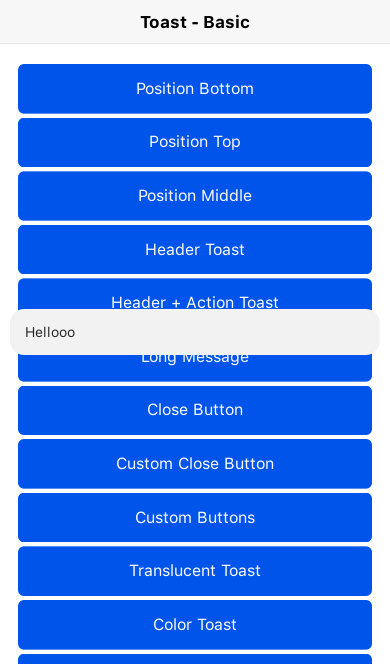 Toast - Basic
Position Bottom
Position Top
Position Middle
Header Toast
Header + Action Toast
Hellooo
Long Message
Close Button
Custom Close Button
Custom Buttons
Translucent Toast
Color Toast